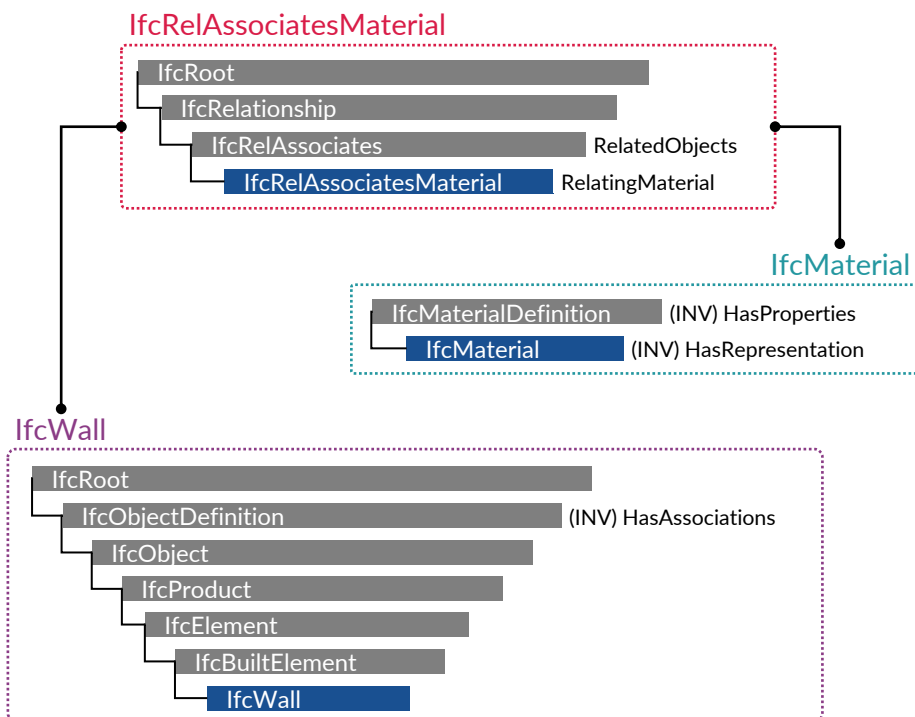 IfcRelAssociatesMaterial
IfcRoot
IfcRelationship
IfcRelAssociates RelatedObjects
IfcRelAssociatesMaterial RelatingMaterial
IfcMaterial
IfcMaterialDefinition (INV) HasProperties
IfcMaterial (INV) HasRepresentation
IfcWall
IfcRoot
IfcObjectDefinition (INV) HasAssociations
IfcObject
IfcProduct
IfcElement
IfcBuiltElement
IfcWall